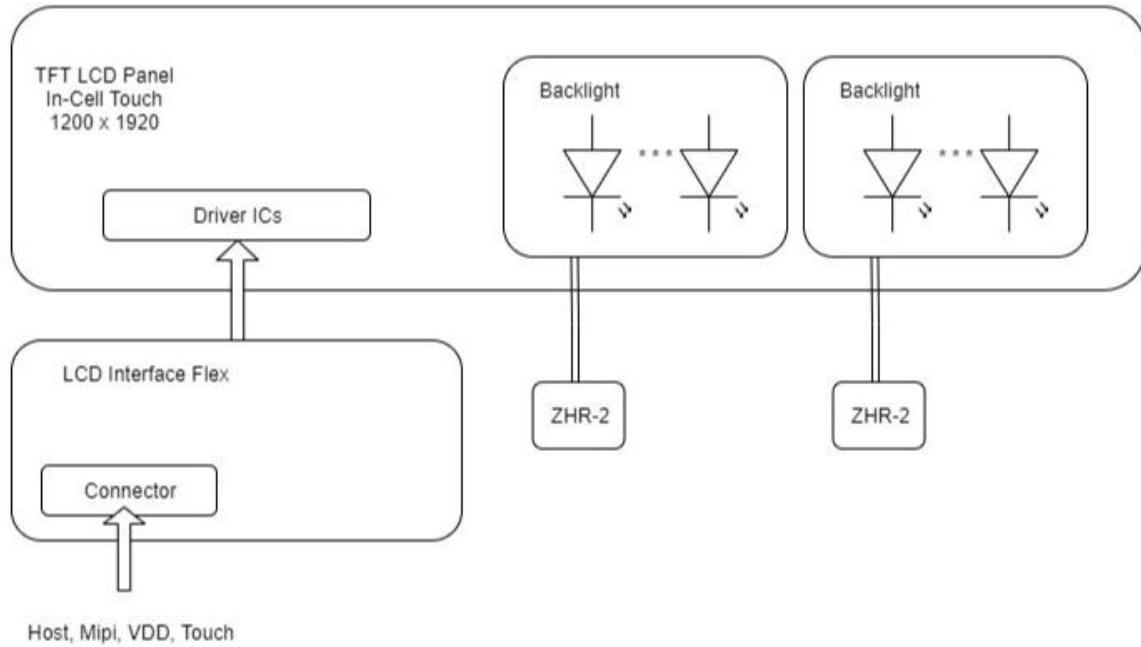 TFT LCD Panel
In-Cell Touch
1200 x 1920
Driver ICs
Backlight
***
Backlight
***
LCD Interface Flex
Connector
ZHR-2
ZHR-2
Host, Mipi, VDD, Touch